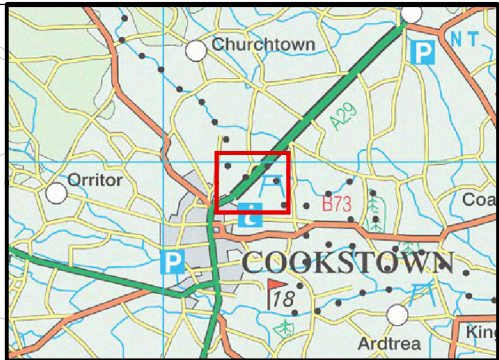 Churchtown
P
N T
A29
Orritor
B73
Coa
P
COOKSTOWN
18
Ardtrea
King